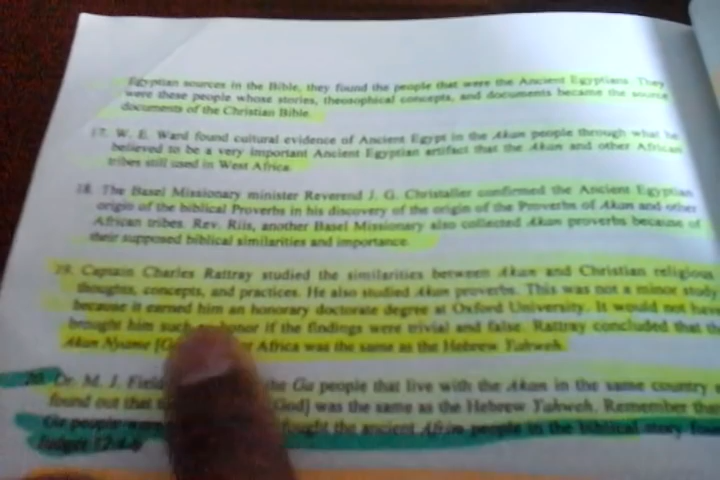 Egyptian sources in the Bible, they found the people that were the Ancient Egyptians. They
were these people whose stories, theosophical concepts, and documents became the source
documents of the Christian Bible.
17. W. E. Ward found cultural evidence of Ancient Egypt in the Akan people through what he
believed to be a very important Ancient Egyptian artifact that the Akan and other African
tribes still used in West Africa.
18. The Basel Missionary minister Reverend J. G. Christaller confirmed the Ancient Egyptian
origin of the biblical Proverbs in his discovery of the origin of the Proverbs of Akan and other
African tribes. Rev. Riis, another Basel Missionary also collected Akan proverbs because of
their supposed biblical similarities and importance.
19. Captain Charles Rattray studied the similarities between Akan and Christian religious
thoughts, concepts, and practices. He also studied Akan proverbs. This was not a minor study
because it earned him an honorary doctorate degree at Oxford University. It would not have
brought him such honor if the findings were trivial and false. Rattray concluded that the
Akan Nyame Africa was the same as the Hebrew Yahweh.
20. Dr. M. J. Field the Ga people that live with the Akan in the same country
found out that God] was the same as the Hebrew Yahweh. Remember that
Ga people were fought the ancient people in the biblical story
Judges 12:4-6